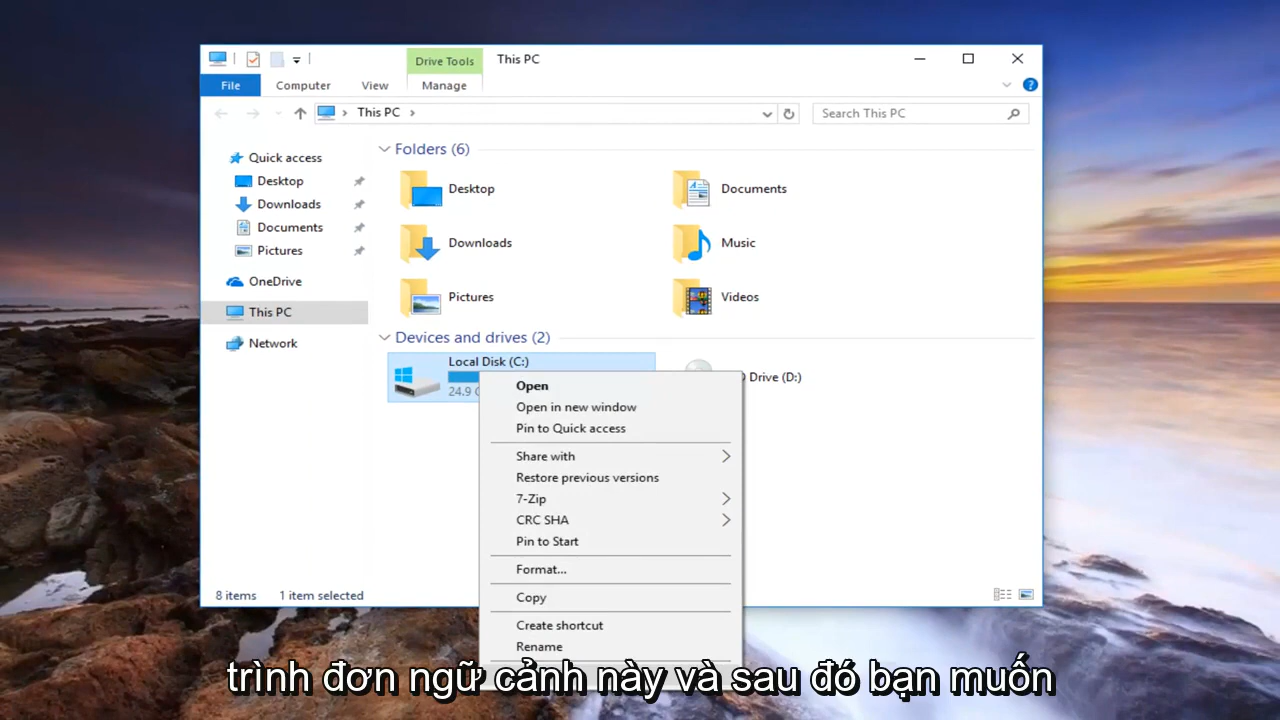 Drive Tools
This PC
File
Computer
View
Manage
This PC
Search This PC
Quick access
Desktop
Downloads
Documents
Pictures
OneDrive
This PC
Network
Folders (6)
Desktop
Documents
Downloads
Music
Pictures
Videos
Devices and drives (2)
Local Disk (C:)
24.9
Drive (D:)
Open
Open in new window
Pin to Quick access
Share with
Restore previous versions
7-Zip
CRC SHA
Pin to Start
Format...
Copy
Create shortcut
Rename
8 items
1 item selected
trình đơn ngữ cảnh này và sau đó bạn muốn